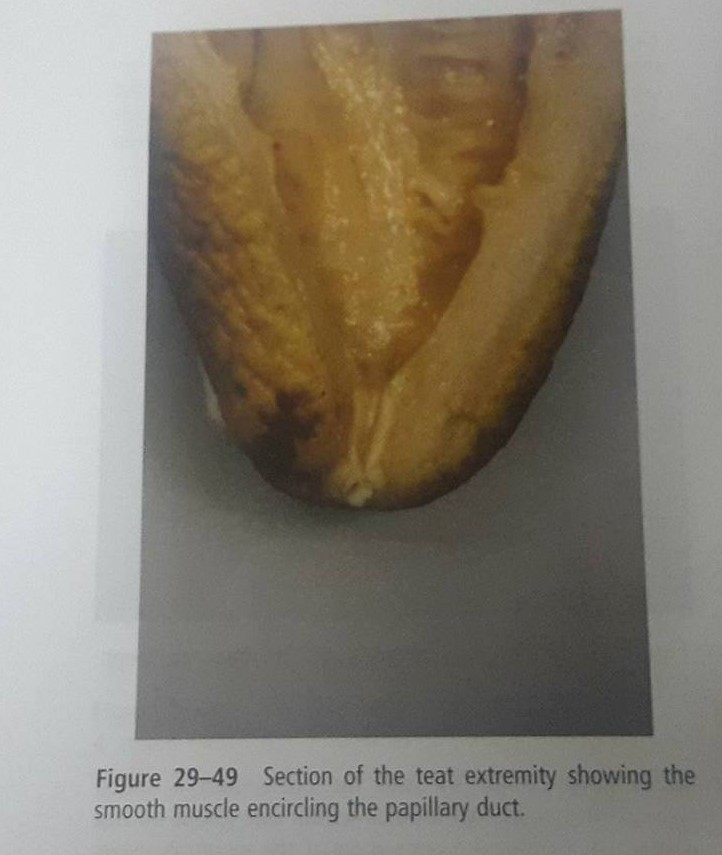 Figure 29–49 Section of the teat extremity showing the
smooth muscle encircling the papillary duct.